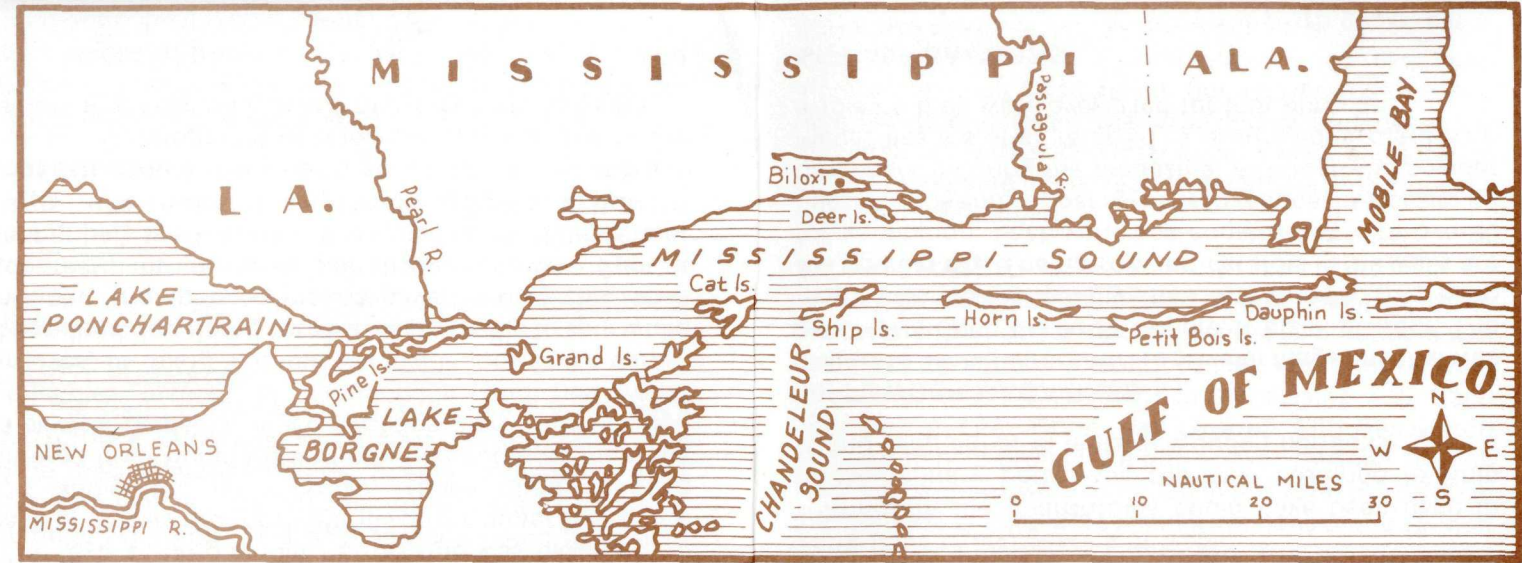 MISSISSIPPI
ALA.
LA.
Pearl R.
Pascagoula R.
MOBILE BAY
Biloxi
Deer Is.
MISSISSIPPI SOUND
LAKE
PONCHARTRAIN
Cat Is.
Ship Is.
Horn Is.
Petit Bois Is.
Dauphin Is.
Grand Is.
Pine Is.
LAKE
BORGNE
NEW ORLEANS
MISSISSIPPI R.
CHANDELEUR
SOUND
GULF OF MEXICO
N
W E
S
NAUTICAL MILES
0 10 20 30